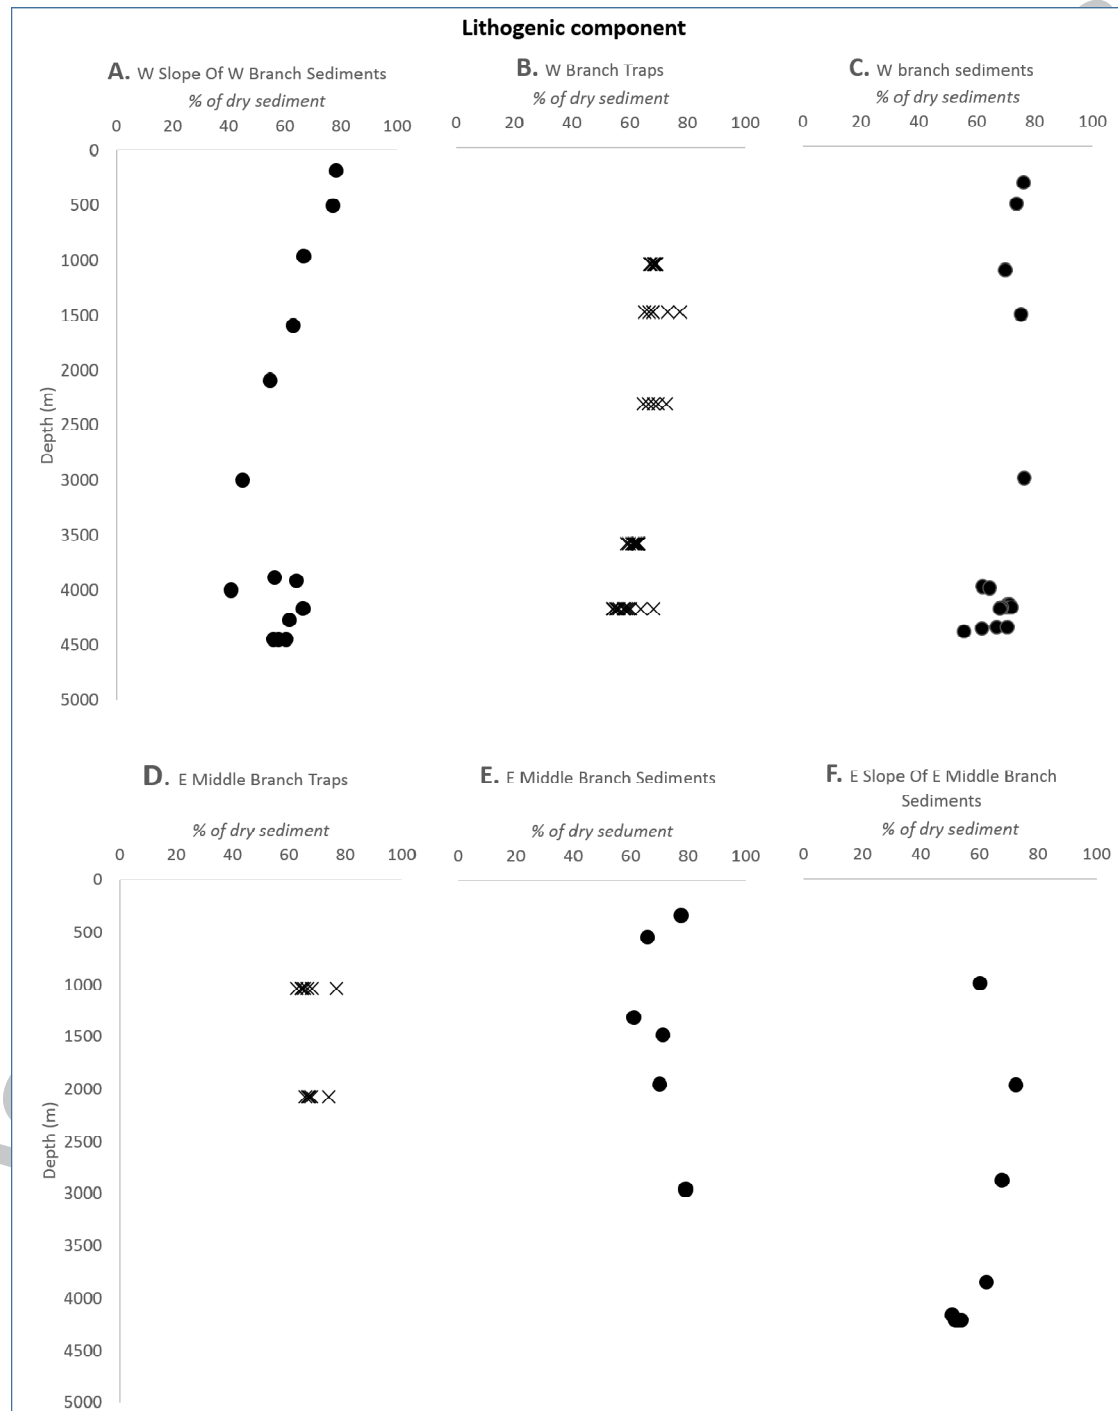 Lithogenic component
A. W Slope Of W Branch Sediments
% of dry sediment
0 20 40 60 80 100
B. W Branch Traps
% of dry sediment
0 20 40 60 80 100
C. W branch sediments
% of dry sediments
0 20 40 60 80 100
0
500
1000
1500
2000
2500
3000
3500
4000
4500
5000
Depth (m)
D. E Middle Branch Traps
% of dry sediment
0 20 40 60 80 100
E. E Middle Branch Sediments
% of dry sedument
0 20 40 60 80 100
F. E Slope Of E Middle Branch
Sediments
% of dry sediment
0 20 40 60 80 100
0
500
1000
1500
2000
2500
3000
3500
4000
4500
5000
Depth (m)